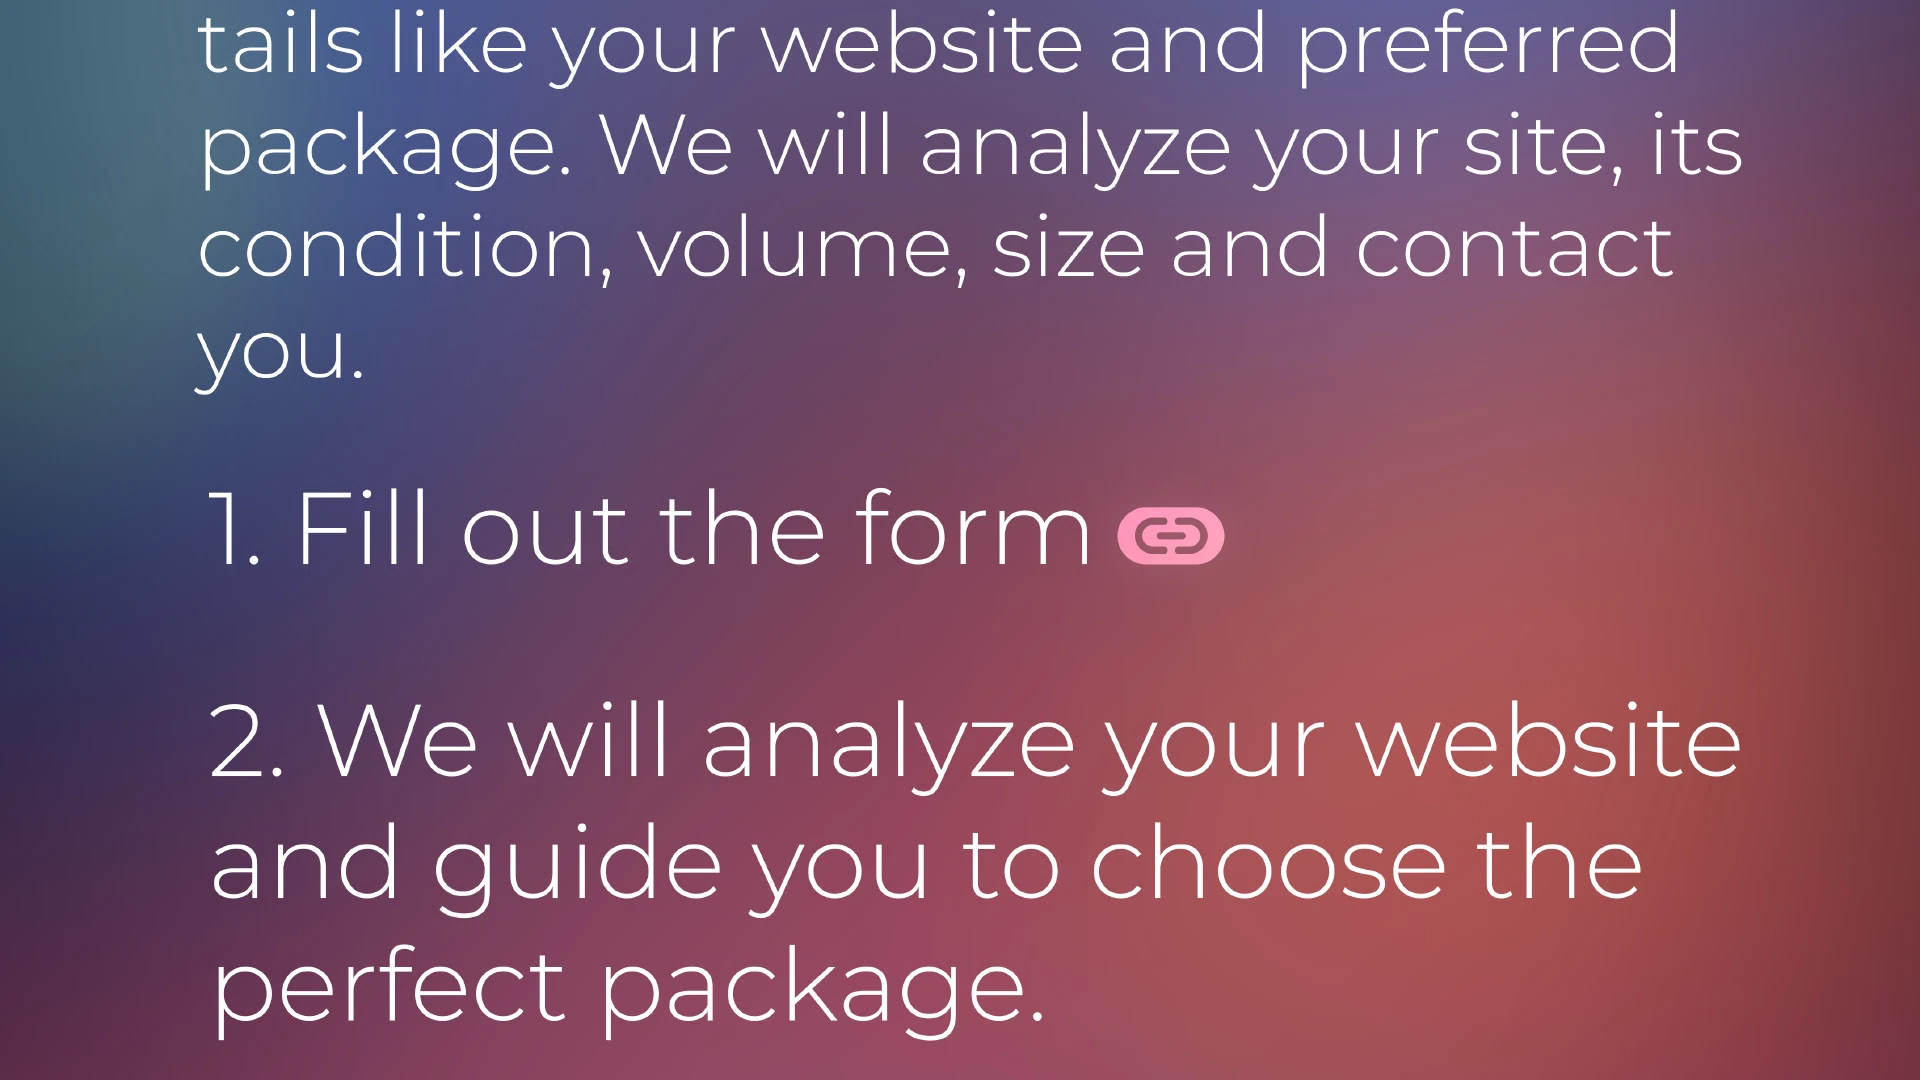 tails like your website and preferred
package. We will analyze your site, its
condition, volume, size and contact
you.
1. Fill out the form
2. We will analyze your website
and guide you to choose the
perfect package.